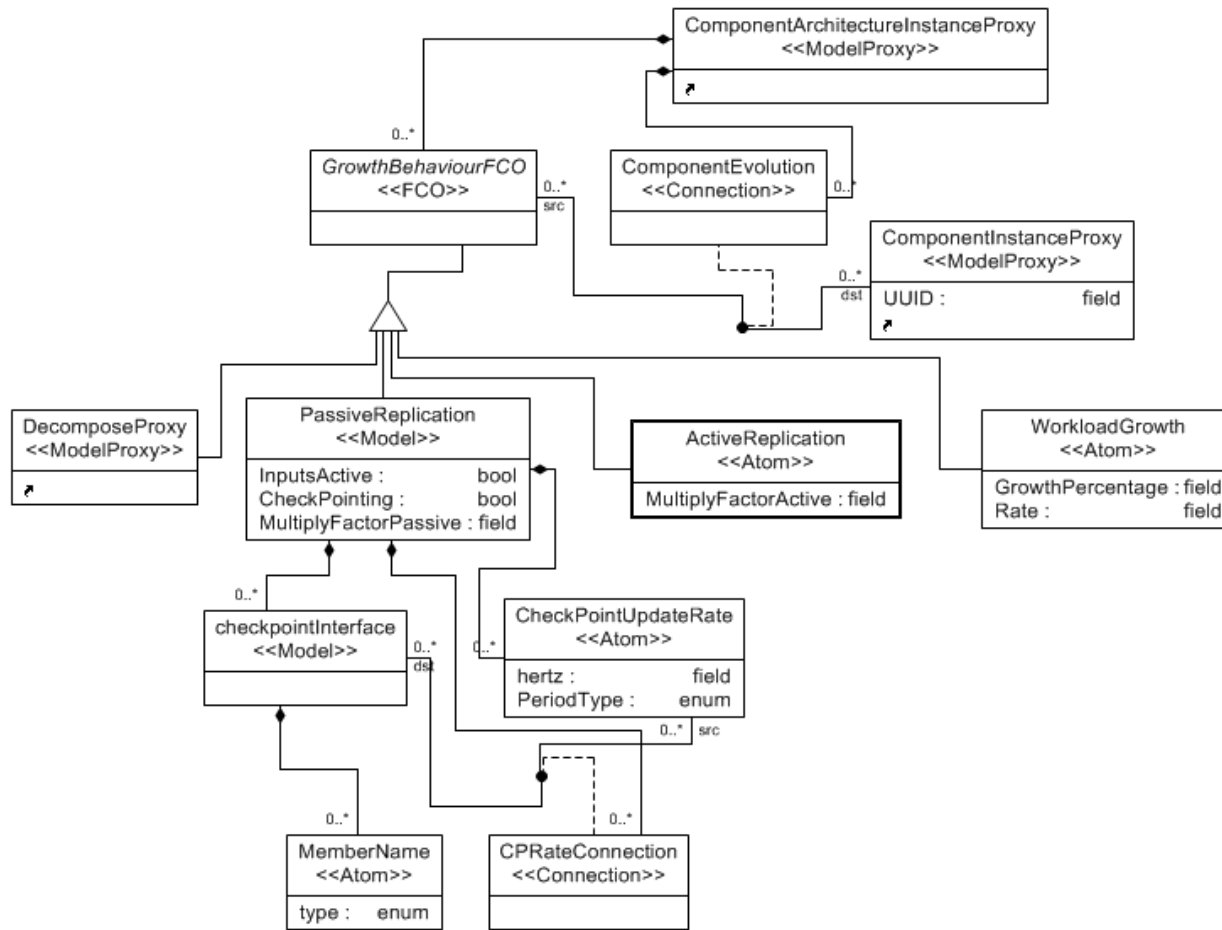 ComponentArchitectureInstanceProxy
<<ModelProxy>>
0..*
GrowthBehaviourFCO
<<FCO>>
0..*
src
ComponentEvolution
<<Connection>>
0..*
ComponentInstanceProxy
<<ModelProxy>>
UUID : field
0..*
dst
DecomposeProxy
<<ModelProxy>>
PassiveReplication
<<Model>>
InputsActive : bool
CheckPointing : bool
MultiplyFactorPassive : field
ActiveReplication
<<Atom>>
MultiplyFactorActive : field
WorkloadGrowth
<<Atom>>
GrowthPercentage : field
Rate : field
0..*
checkpointInterface
<<Model>>
0..*
dst
0..*
CheckPointUpdateRate
<<Atom>>
hertz : field
PeriodType : enum
0..* src
0..*
MemberName
<<Atom>>
type : enum
0..*
CPRateConnection
<<Connection>>